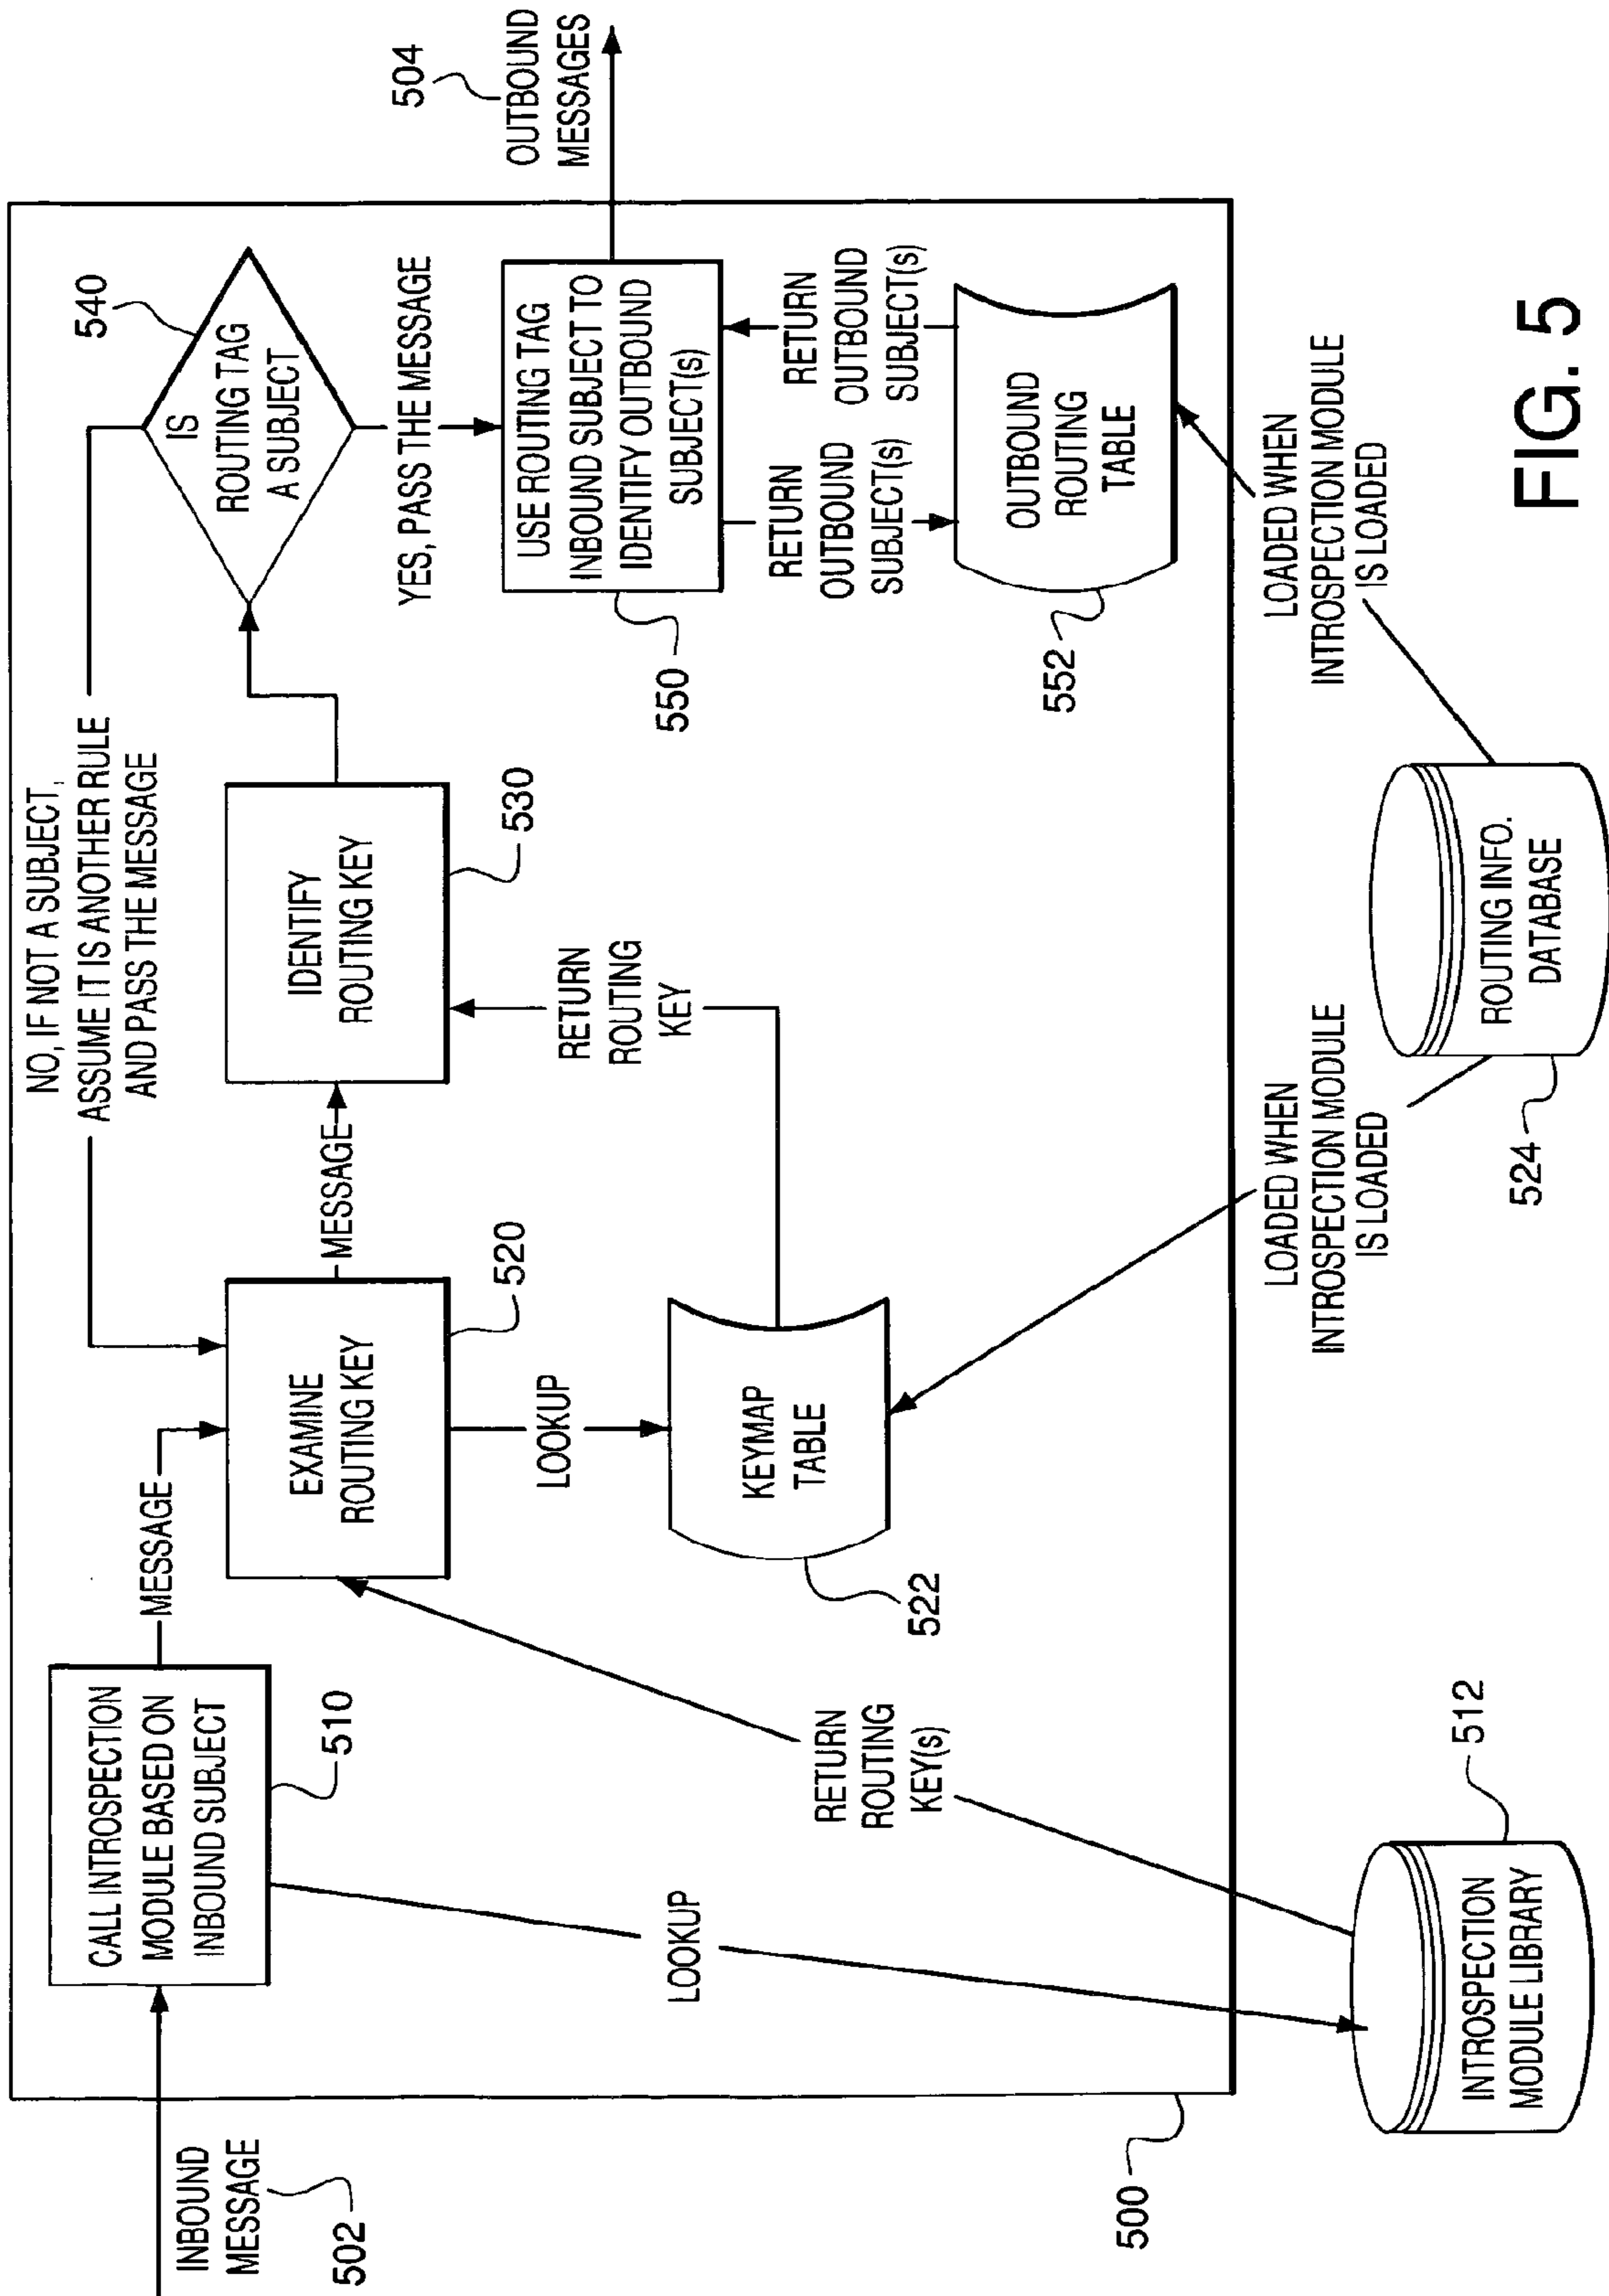 INBOUND
MESSAGE
502
500
CALL INTROSPECTION
MODULE BASED ON
INBOUND SUBJECT
510
MESSAGE
LOOKUP
INTROSPECTION
MODULE LIBRARY
512
RETURN
ROUTING
KEY(s)
EXAMINE
ROUTING KEY
520
LOOKUP
KEYMAP
TABLE
522
MESSAGE
RETURN
ROUTING
KEY
IDENTIFY
ROUTING KEY
530
NO, IF NOT A SUBJECT,
ASSUME IT IS ANOTHER RULE
AND PASS THE MESSAGE
IS
ROUTING TAG
A SUBJECT
540
YES, PASS THE MESSAGE
USE ROUTING TAG
INBOUND SUBJECT TO
IDENTIFY OUTBOUND
SUBJECT(s)
550
RETURN
OUTBOUND
SUBJECT(s)
RETURN
OUTBOUND
SUBJECT(s)
OUTBOUND
ROUTING
TABLE
552
504
OUTBOUND
MESSAGES
LOADED WHEN
INTROSPECTION MODULE
IS LOADED
ROUTING INFO.
DATABASE
524
LOADED WHEN
INTROSPECTION MODULE
IS LOADED
FIG. 5